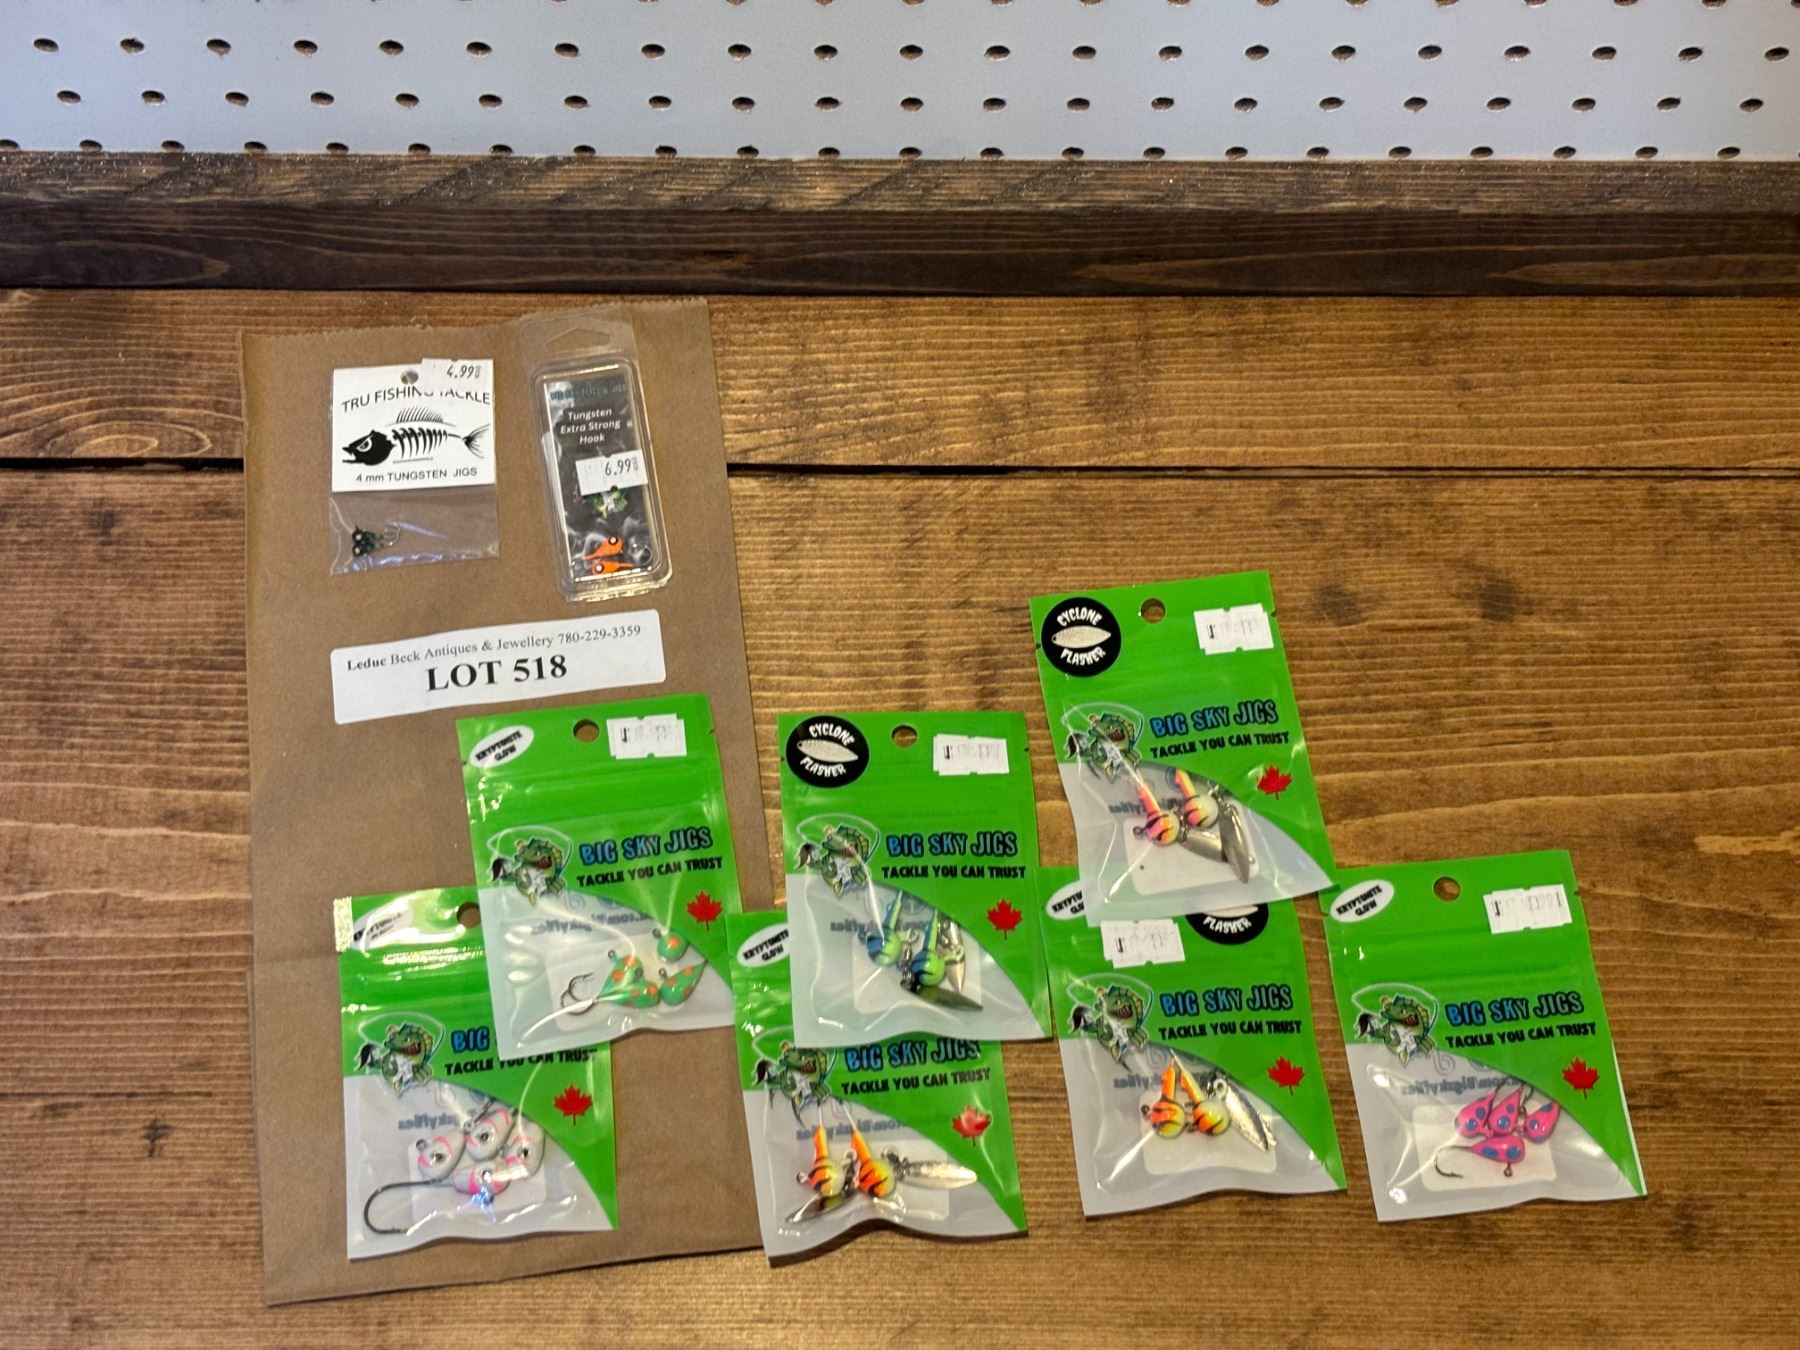 4.99
TRU FISHING TACKLE
4 mm TUNGSTEN JIGS
Tungsten
Extra Strong
Hook
6.99
Leduc Beck Antiques & Jewellery 780-229-3359
LOT 518
CYCLONE
FLASHER
BIG SKY JIGS
TACKLE YOU CAN TRUST
KRYPTONITE
GLOW
BIG SKY JIGS
TACKLE YOU CAN TRUST
CYCLONE
FLASHER
BIG SKY JIGS
TACKLE YOU CAN TRUST
KRYPTONITE
GLOW
BIG SKY JIGS
TACKLE YOU CAN TRUST
KRYPTONITE
BIG
TACKLE YOU CAN TRUST
KRYPTONITE
GLOW
BIG SKY JIGS
TACKLE YOU CAN TRUST
FLASHER
BIG SKY JIGS
TACKLE YOU CAN TRUST